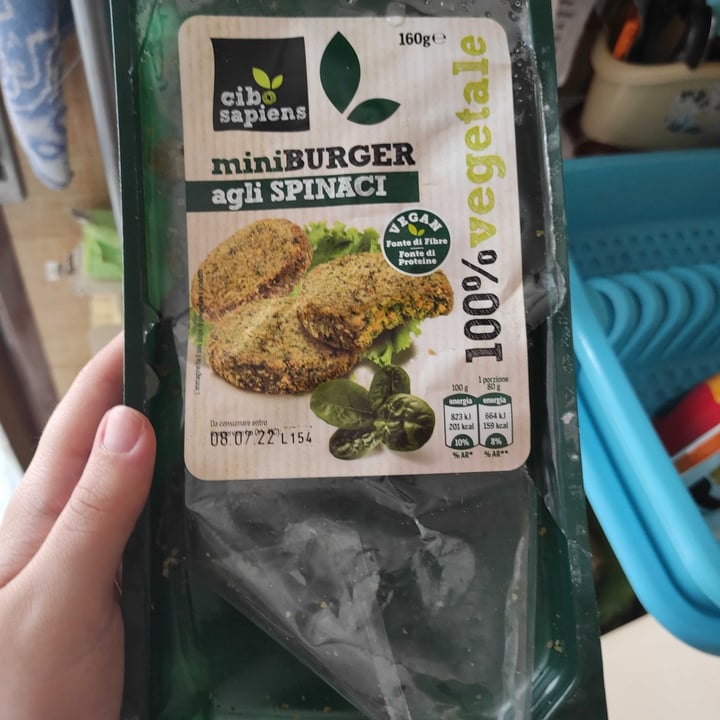 160g℮
cibo
sapiens
miniBURGER
agli SPINACI
100% vegetale
VEGAN
Fonte di Fibre
Fonte di
Proteine
100 g
energia
823 kJ
201 kcal
10%
% AR*
1 porzione
80 g
energia
664 kJ
159 kcal
8%
% AR**
Da consumare entro
08.07.22 L154